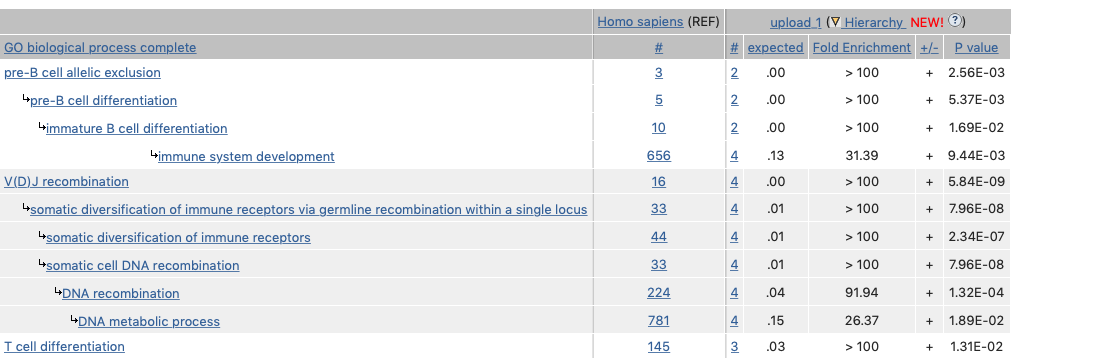 Homo sapiens (REF) upload_1 (Hierarchy NEW! ?)
GO biological process complete # # expected Fold Enrichment +/- P value
pre-B cell allelic exclusion 3 2 .00 > 100 + 2.56E-03
pre-B cell differentiation 5 2 .00 > 100 + 5.37E-03
immature B cell differentiation 10 2 .00 > 100 + 1.69E-02
immune system development 656 4 .13 31.39 + 9.44E-03
V(D)J recombination 16 4 .00 > 100 + 5.84E-09
somatic diversification of immune receptors via germline recombination within a single locus 33 4 .01 > 100 + 7.96E-08
somatic diversification of immune receptors 44 4 .01 > 100 + 2.34E-07
somatic cell DNA recombination 33 4 .01 > 100 + 7.96E-08
DNA recombination 224 4 .04 91.94 + 1.32E-04
DNA metabolic process 781 4 .15 26.37 + 1.89E-02
T cell differentiation 145 3 .03 > 100 + 1.31E-02